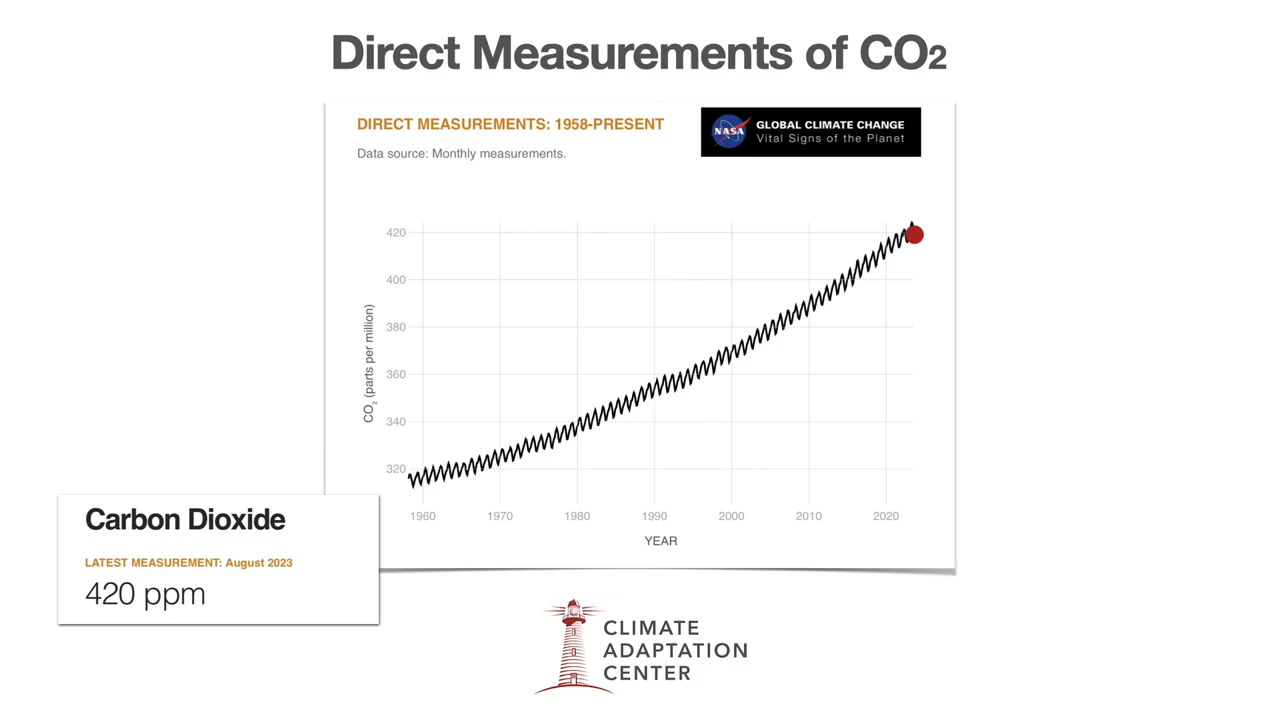 Direct Measurements of CO₂
DIRECT MEASUREMENTS: 1958-PRESENT
Data source: Monthly measurements.
NASA
GLOBAL CLIMATE CHANGE
Vital Signs of the Planet
CO₂ (parts per million)
420
400
380
360
340
320
1960 1970 1980 1990 2000 2010 2020
YEAR
Carbon Dioxide
LATEST MEASUREMENT: August 2023
420 ppm
CLIMATE
ADAPTATION
CENTER